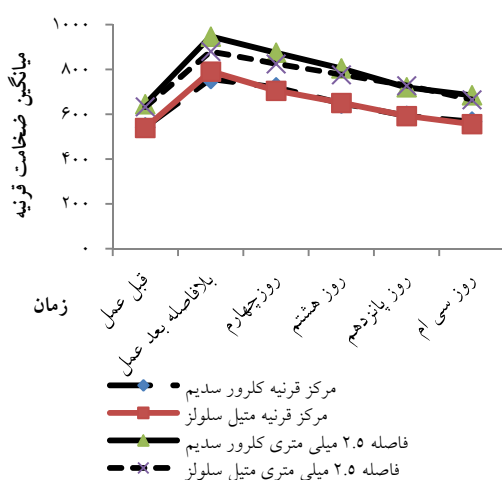 میانگین ضخامت قرنیه
۱۰۰۰
۸۰۰
۶۰۰
۴۰۰
۲۰۰
۰
قبل عمل
بلافاصله بعد عمل
روزچهارم
روز هشتم
روز پانزدهم
روز سی ام
زمان
مرکز قرنیه کلرور سدیم
مرکز قرنیه متیل سلولز
فاصله ۲.۵ میلی متری کلرور سدیم
فاصله ۲.۵ میلی متری متیل سلولز